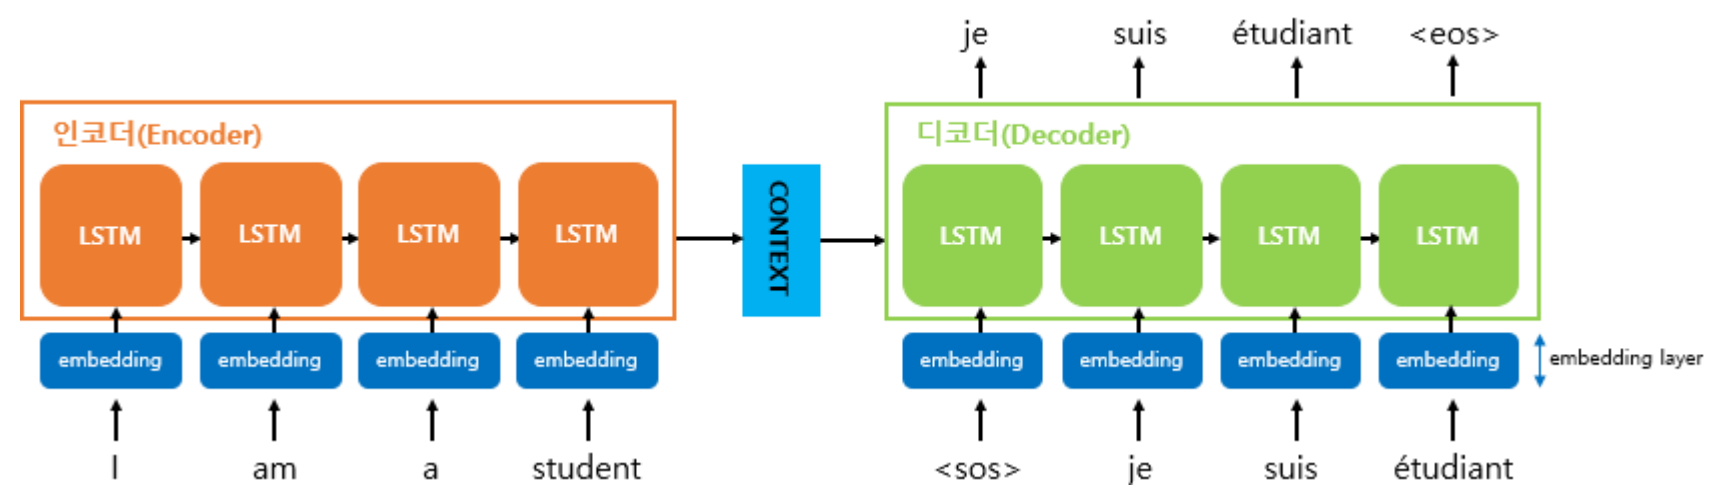 je suis étudiant <eos>
인코더(Encoder)
디코더(Decoder)
LSTM LSTM LSTM LSTM
CONTEXT
LSTM LSTM LSTM LSTM
embedding embedding embedding embedding
embedding embedding embedding embedding
embedding layer
I am a student
<sos> je suis étudiant